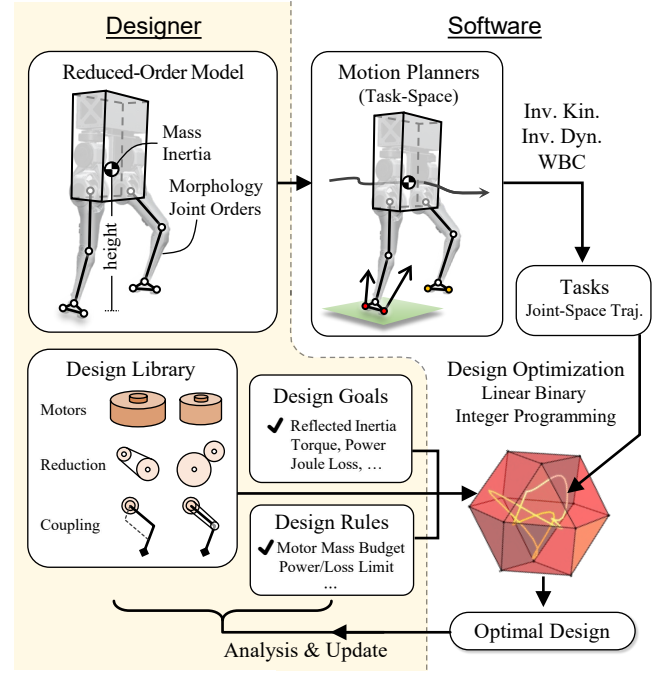 Designer
Software
Reduced-Order Model
Mass
Inertia
Morphology
Joint Orders
height
Motion Planners
(Task-Space)
Inv. Kin.
Inv. Dyn.
WBC
Tasks
Joint-Space Traj.
Design Library
Motors
Reduction
Coupling
Design Goals
Reflected Inertia
Torque, Power
Joule Loss, ...
Design Rules
Motor Mass Budget
Power/Loss Limit
...
Design Optimization
Linear Binary
Integer Programming
Optimal Design
Analysis & Update